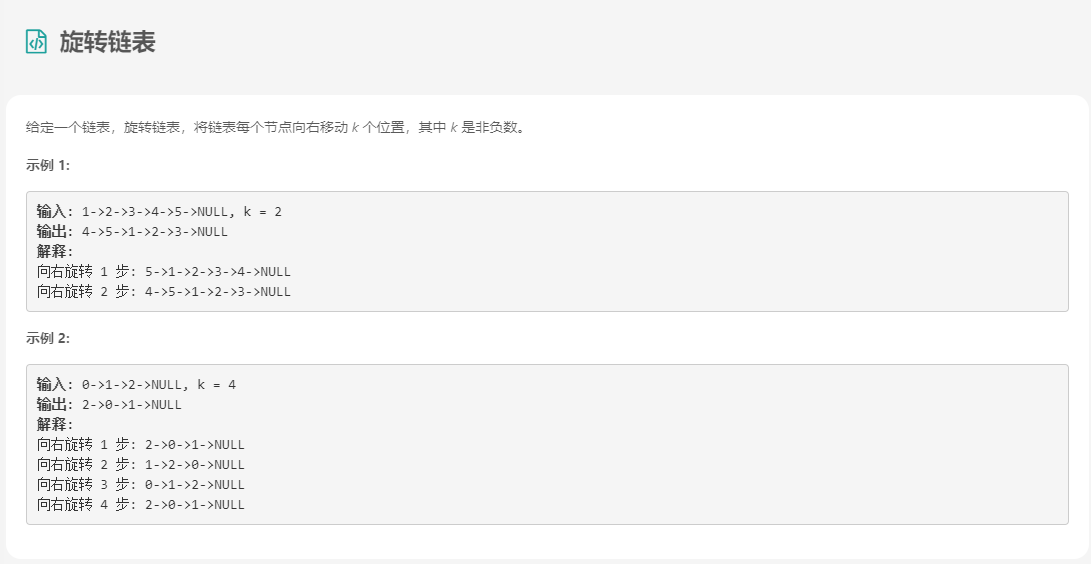 旋转链表
给定一个链表，旋转链表，将链表每个节点向右移动 k 个位置，其中 k 是非负数。
示例 1:
输入: 1->2->3->4->5->NULL, k = 2
输出: 4->5->1->2->3->NULL
解释:
向右旋转 1 步: 5->1->2->3->4->NULL
向右旋转 2 步: 4->5->1->2->3->NULL
示例 2:
输入: 0->1->2->NULL, k = 4
输出: 2->0->1->NULL
解释:
向右旋转 1 步: 2->0->1->NULL
向右旋转 2 步: 1->2->0->NULL
向右旋转 3 步: 0->1->2->NULL
向右旋转 4 步: 2->0->1->NULL